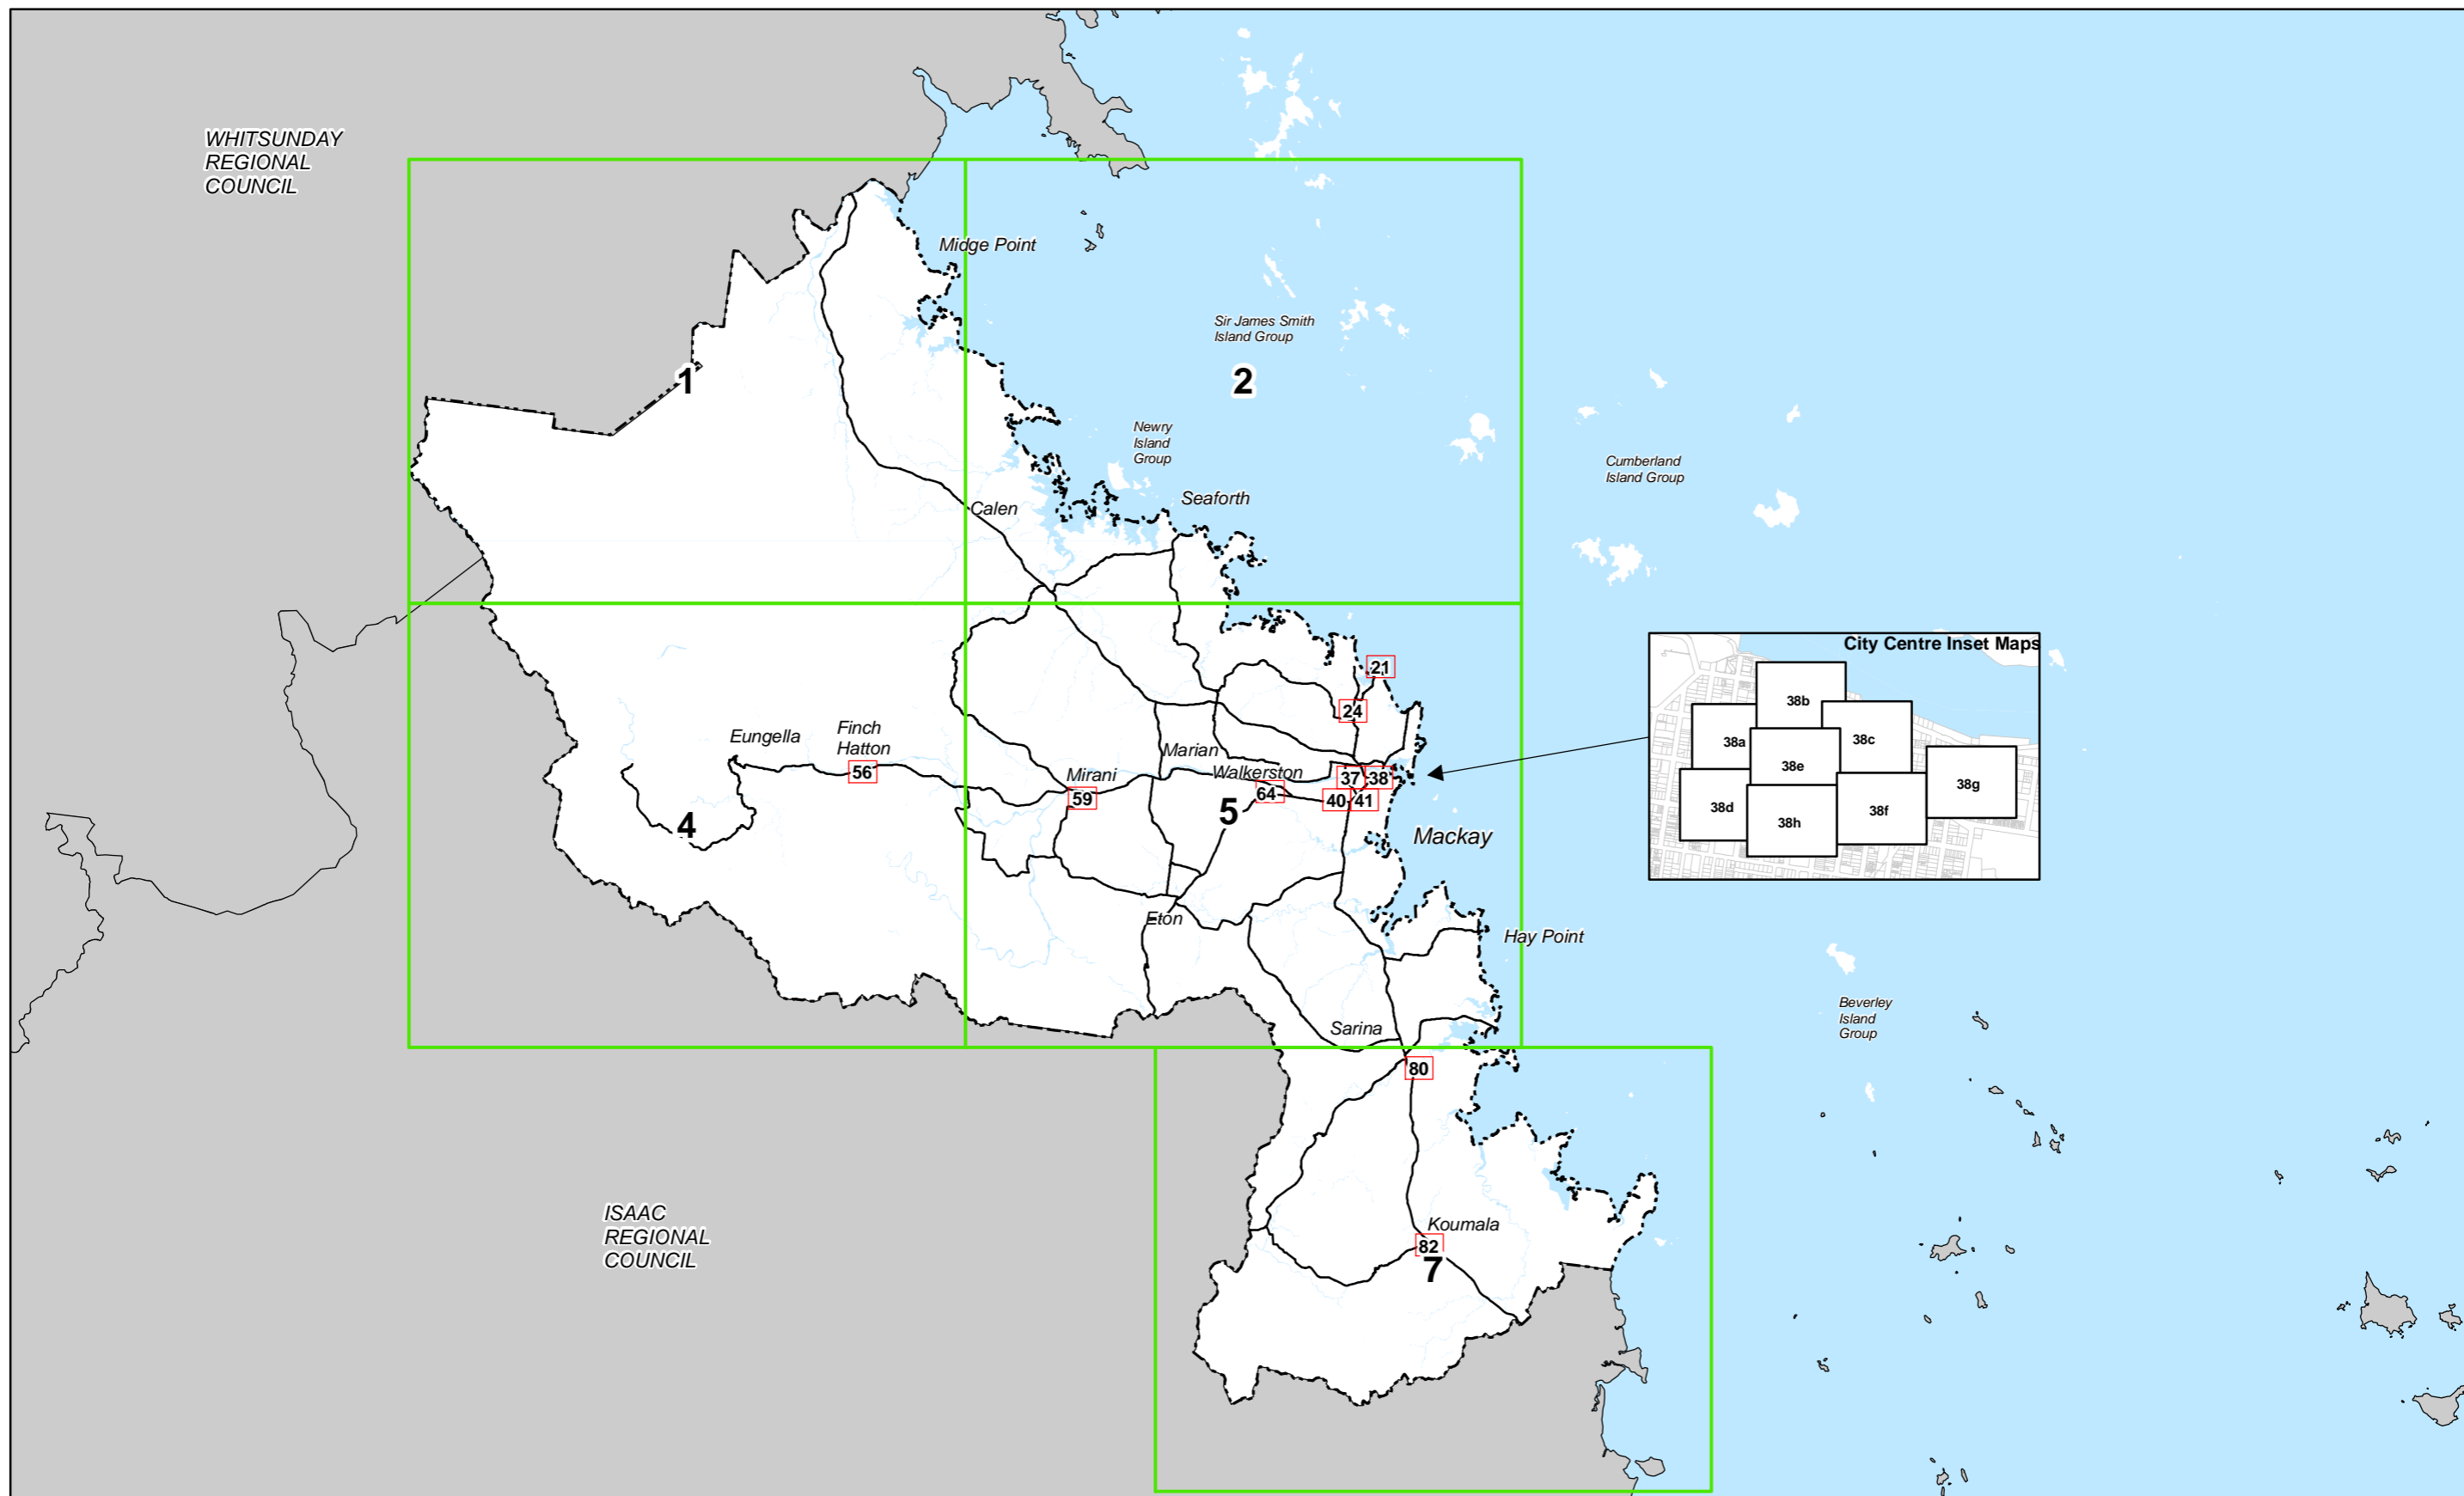 WHITSUNDAY
REGIONAL
COUNCIL
Midge Point
Sir James Smith
Island Group
1
2
Newry
Island
Group
Cumberland
Island Group
Seaforth
Calen
City Centre Inset Maps
38b
38a
38c
38e
38g
38d
38f
38h
21
24
Eungella
Finch
Hatton
56
Marian
Mirani
59
Walkerston
64
37
38
40
41
4
5
Mackay
Eton
Hay Point
Beverley
Island
Group
Sarina
80
ISAAC
REGIONAL
COUNCIL
Koumala
82
7